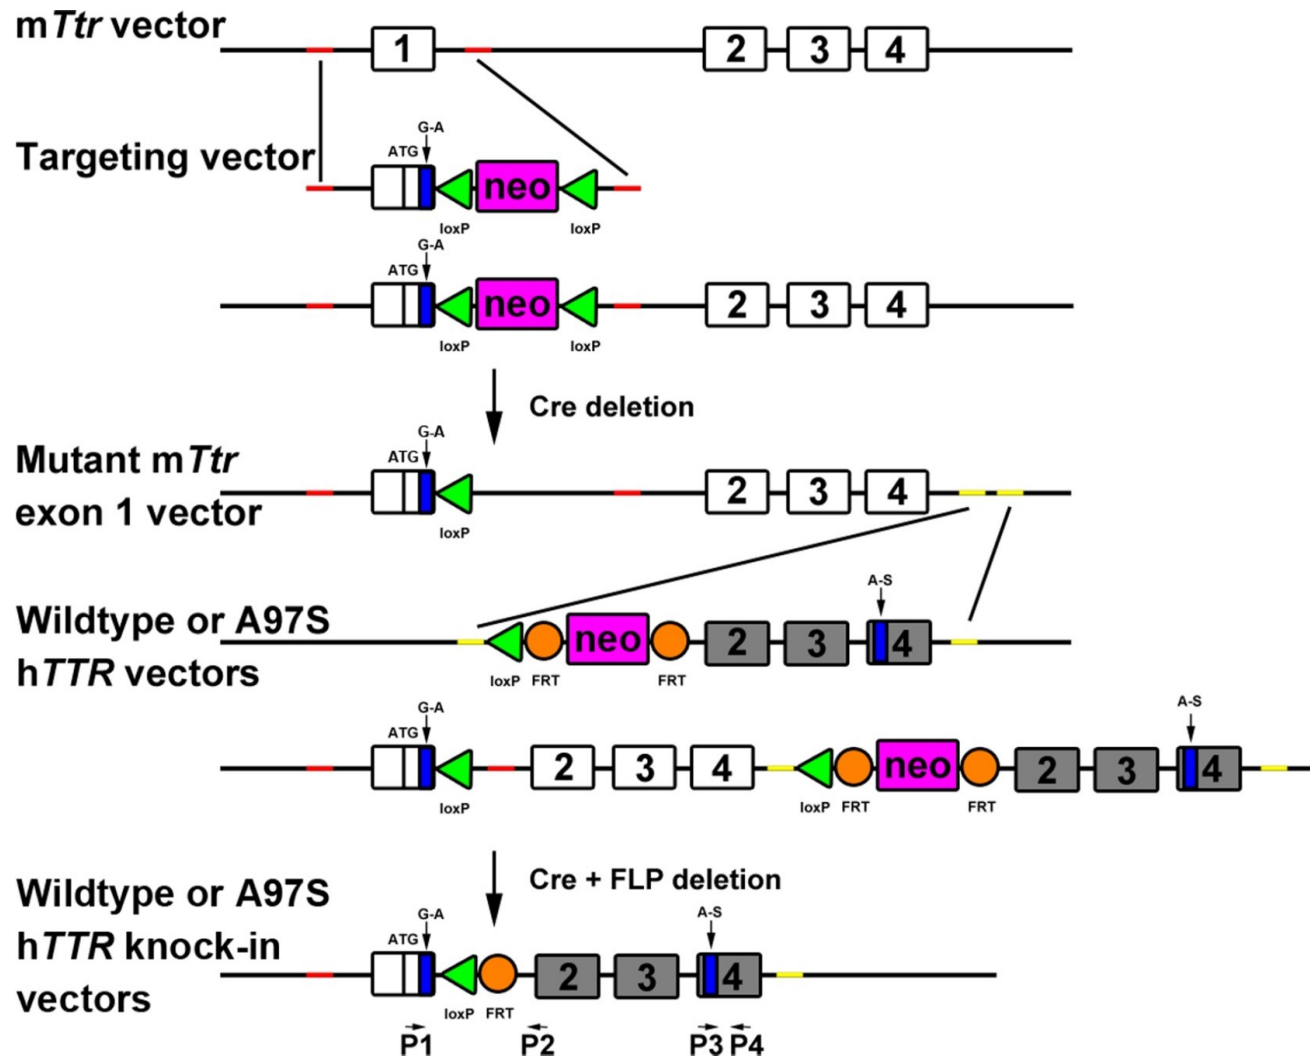 mTtr vector
1 2 3 4
G-A
ATG
Targeting vector
neo
loxP loxP
G-A
ATG
neo 2 3 4
loxP loxP
Cre deletion
G-A
ATG
Mutant mTtr
exon 1 vector
2 3 4
loxP
A-S
Wildtype or A97S
hTTR vectors
neo 2 3 4
loxP FRT FRT
A-S
G-A
ATG
2 3 4 neo 2 3 4
loxP loxP FRT FRT
Cre + FLP deletion
Wildtype or A97S
hTTR knock-in
vectors
A-S
G-A
ATG
2 3 4
loxP FRT
P1 P2 P3 P4